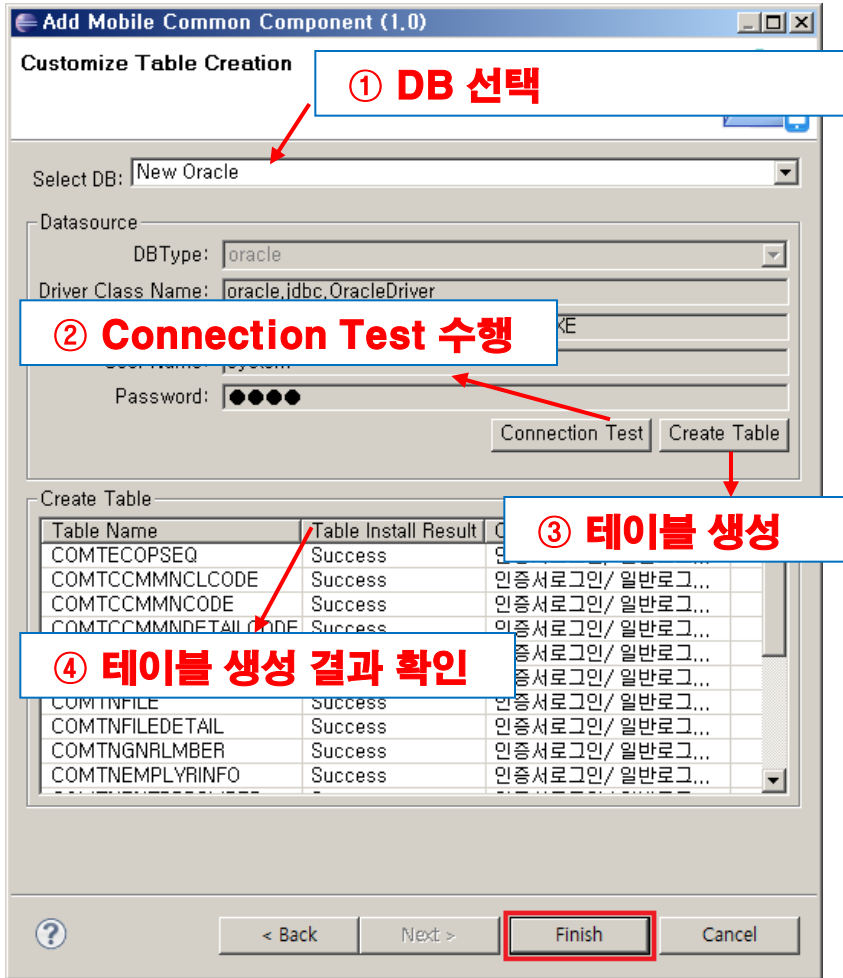 Add Mobile Common Component (1.0)
Customize Table Creation
① DB 선택
Select DB: New Oracle
Datasource
DBType: oracle
Driver Class Name: oracle.jdbc.OracleDriver
② Connection Test 수행
Password: ●●●●
Connection Test Create Table
Create Table
Table Name Table Install Result
③ 테이블 생성
COMTECOPSEQ Success
COMTCCMMNCLCODE Success 인증서로그인/ 일반로그...
COMTCCMMNCODE Success 인증서로그인/ 일반로그...
COMTCCMMNDETAILCODE Success 인증서로그인/ 일반로그...
④ 테이블 생성 결과 확인
인증서로그인/ 일반로그...
인증서로그인/ 일반로그...
COMTNFILE Success 인증서로그인/ 일반로그...
COMTNFILEDETAIL Success 인증서로그인/ 일반로그...
COMTNGNRLMBER Success 인증서로그인/ 일반로그...
COMTNEMPLYRINFO Success 인증서로그인/ 일반로그...
< Back Next > Finish Cancel